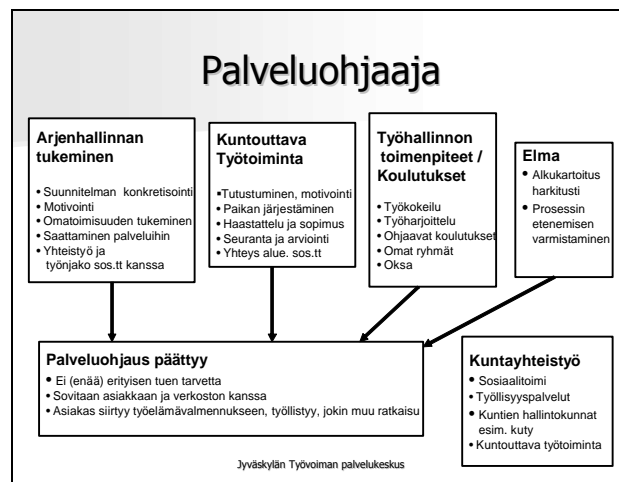 Palveluohjaaja
Arjenhallinnan
tukeminen
• Suunnitelman konkretisointi
• Motivointi
• Omatoimisuuden tukeminen
• Saattaminen palveluihin
• Yhteistyö ja
työnjako sos.tt kanssa
Kuntouttava
Työtoiminta
▪Tutustuminen, motivointi
• Paikan järjestäminen
• Haastattelu ja sopimus
• Seuranta ja arviointi
• Yhteys alue. sos.tt
Työhallinnon
toimenpiteet /
Koulutukset
• Työkokeilu
• Työharjoittelu
• Ohjaavat koulutukset
• Omat ryhmät
• Oksa
Elma
• Alkukartoitus
harkitusti
• Prosessin
etenemisen
varmistaminen
Palveluohjaus päättyy
• Ei (enää) erityisen tuen tarvetta
• Sovitaan asiakkaan ja verkoston kanssa
• Asiakas siirtyy työelämävalmennukseen, työllistyy, jokin muu ratkaisu
Kuntayhteistyö
• Sosiaalitoimi
• Työllisyyspalvelut
• Kuntien hallintokunnat
esim. kuty
• Kuntouttava työtoiminta
Jyväskylän Työvoiman palvelukeskus